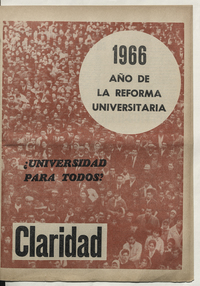 1966
AÑO DE
LA REFORMA
UNIVERSITARIA
¿UNIVERSIDAD
PARA TODOS?
Claridad